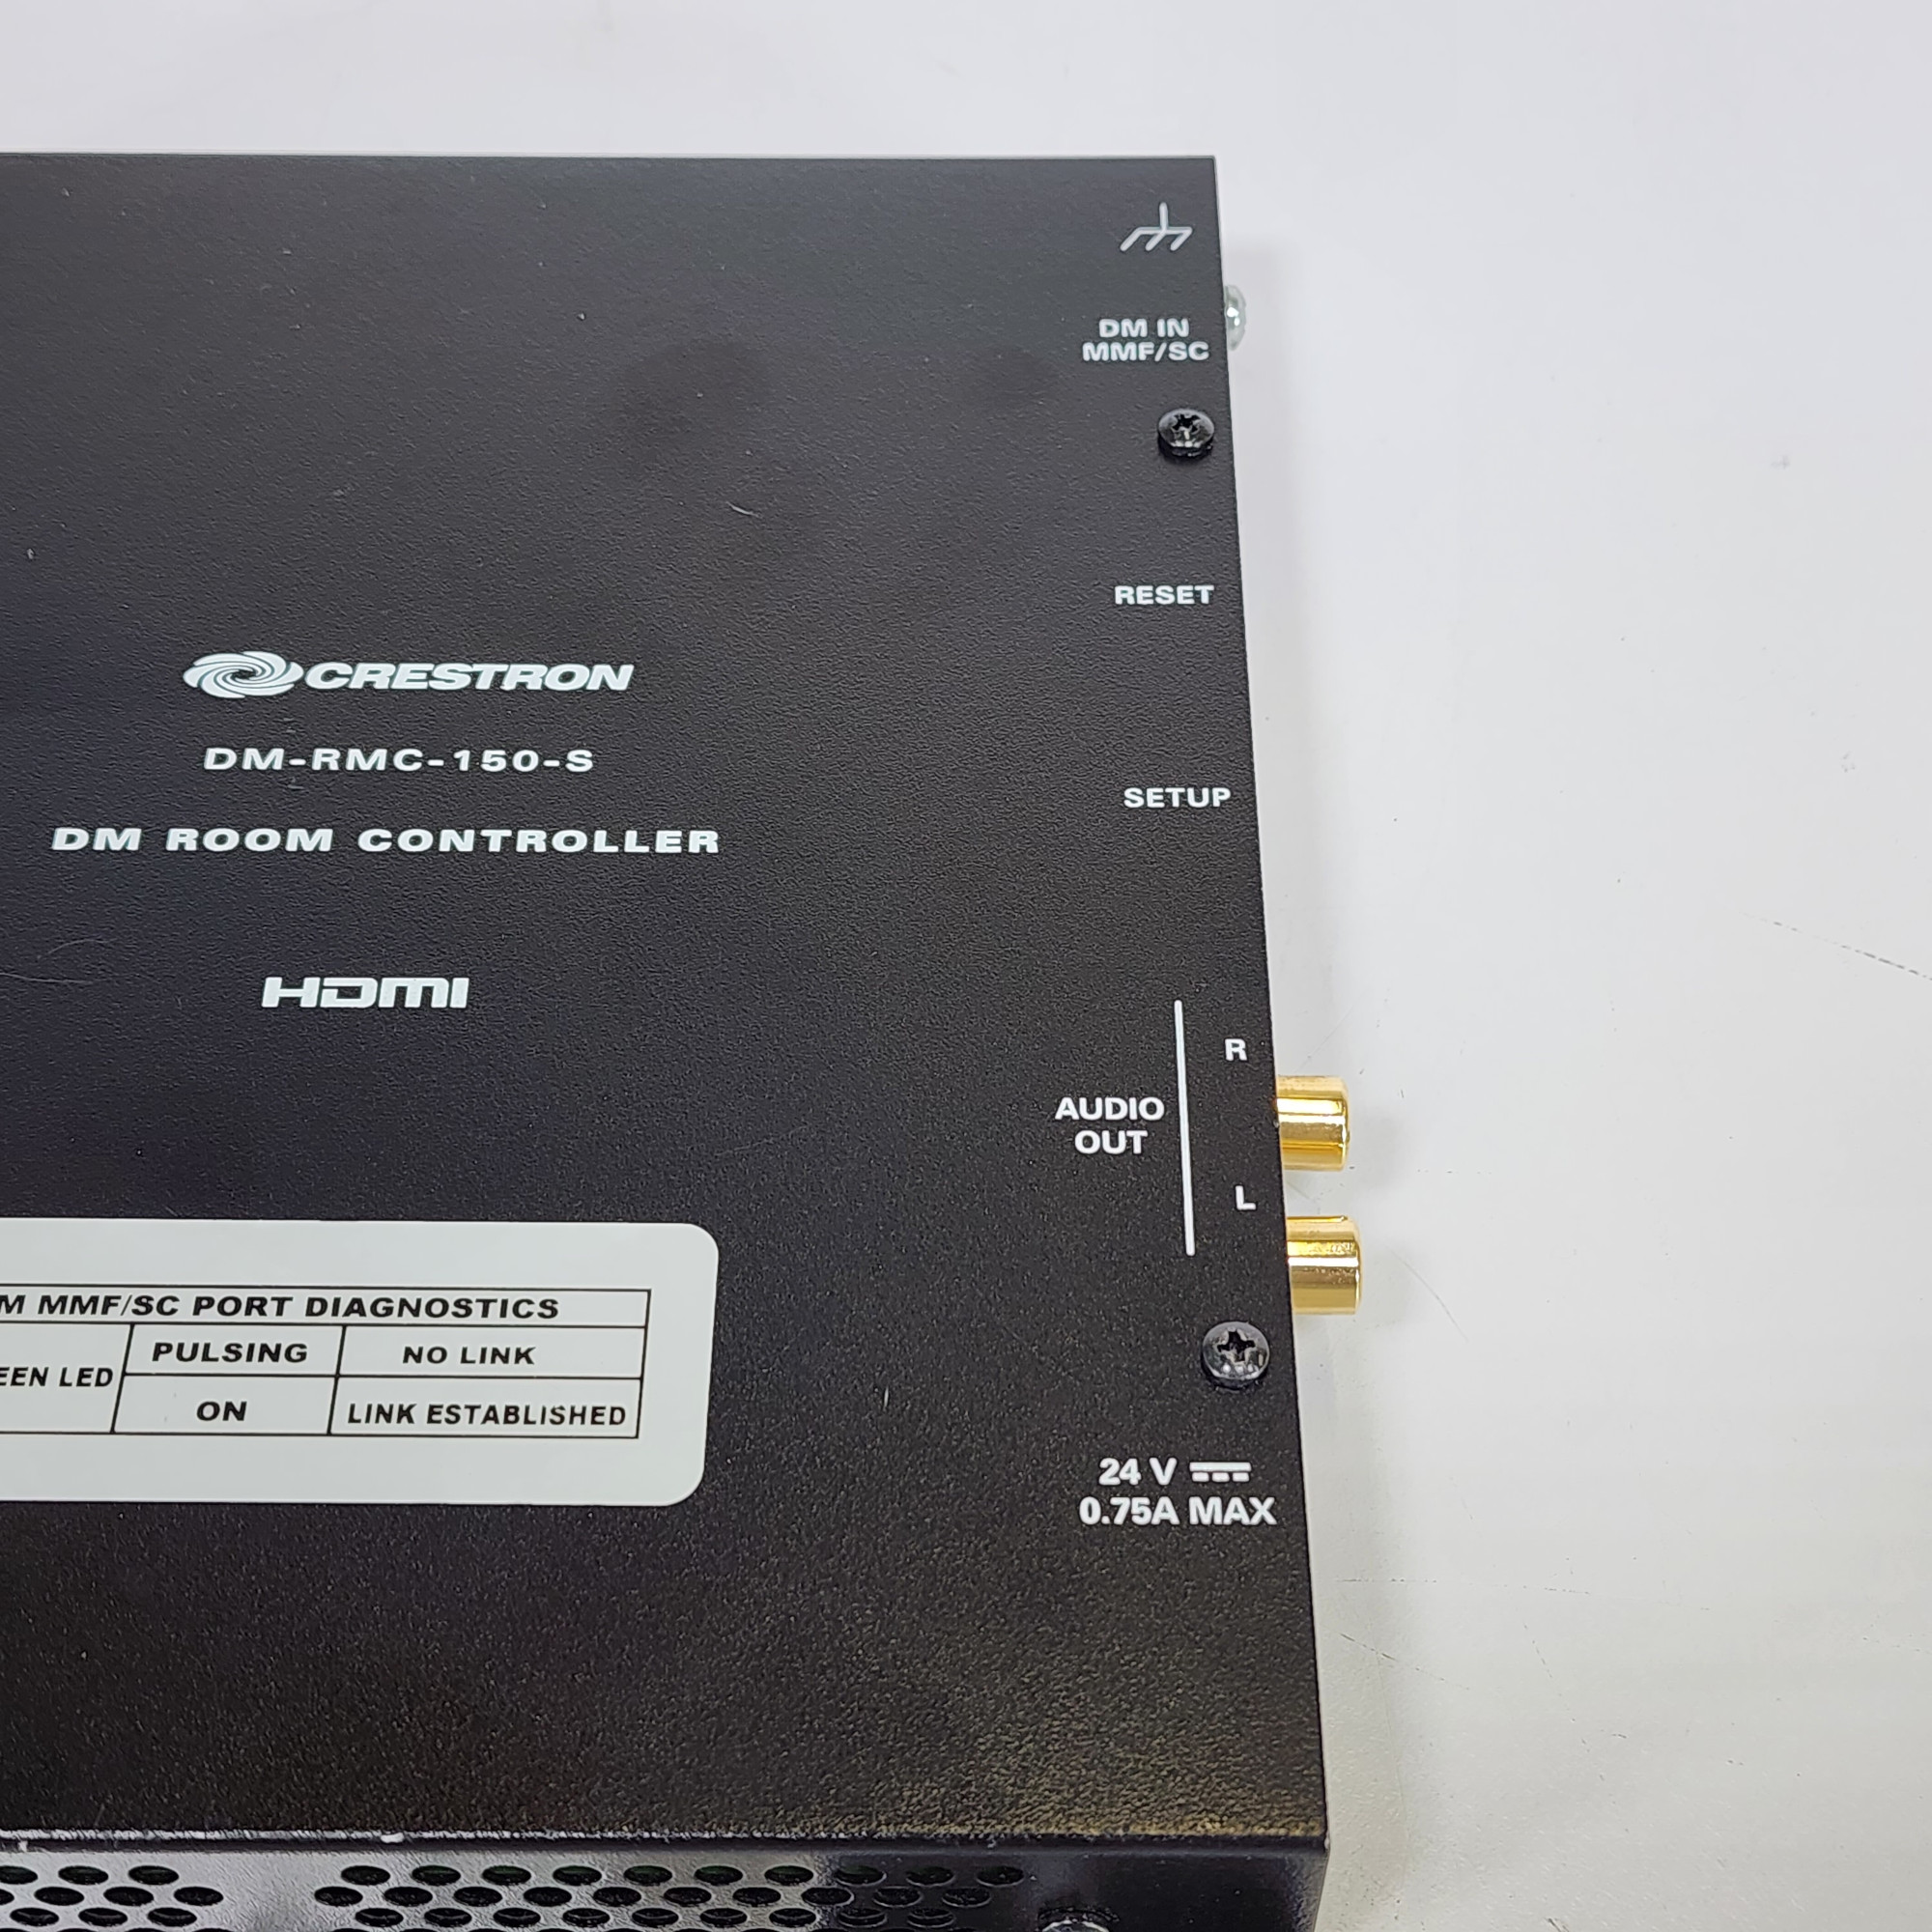 DM IN
MMF/SC
RESET
CRESTRON
DM-RMC-150-S
SETUP
DM ROOM CONTROLLER
HDMI
R
AUDIO
OUT
L
M MMF/SC PORT DIAGNOSTICS
PULSING NO LINK
EEN LED
ON LINK ESTABLISHED
24 V
0.75A MAX